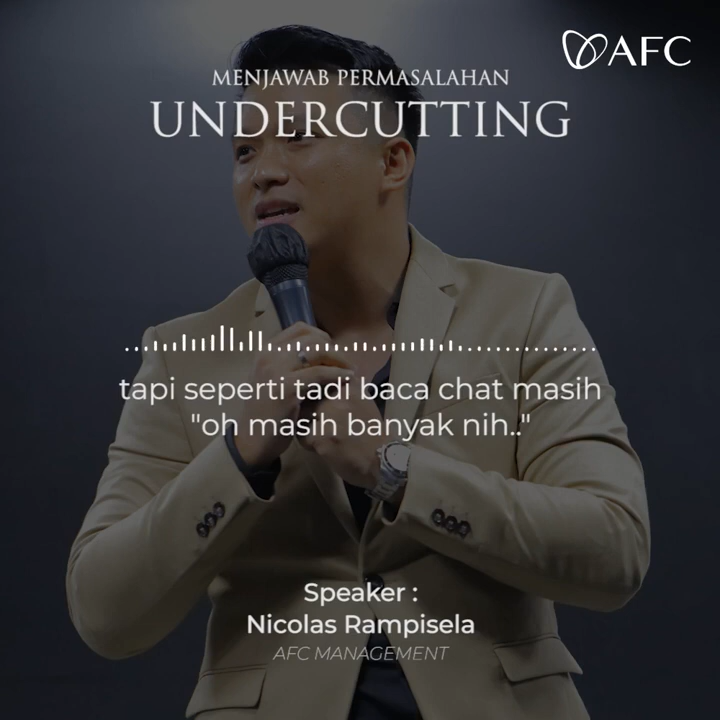 AFC
MENJAWAB PERMASALAHAN
UNDERCUTTING
tapi seperti tadi baca chat masih
"oh masih banyak nih.."
Speaker :
Nicolas Rampisela
AFC MANAGEMENT